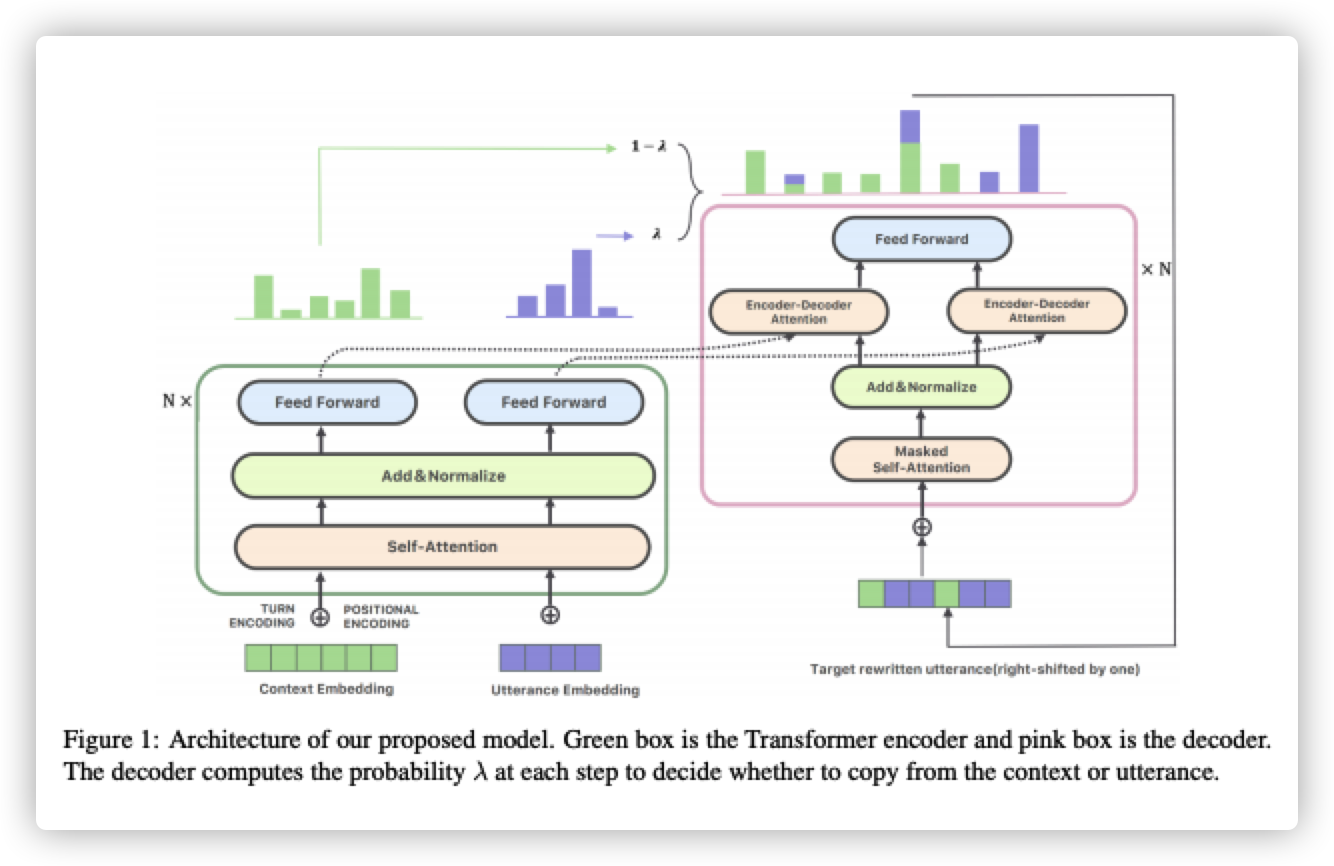 1 − λ
λ
Feed Forward
Encoder-Decoder
Attention
Encoder-Decoder
Attention
× N
Add & Normalize
Masked
Self-Attention
N ×
Feed Forward
Feed Forward
Add & Normalize
Self-Attention
TURN
ENCODING
POSITIONAL
ENCODING
Context Embedding
Utterance Embedding
Target rewritten utterance(right-shifted by one)
Figure 1: Architecture of our proposed model. Green box is the Transformer encoder and pink box is the decoder.
The decoder computes the probability λ at each step to decide whether to copy from the context or utterance.